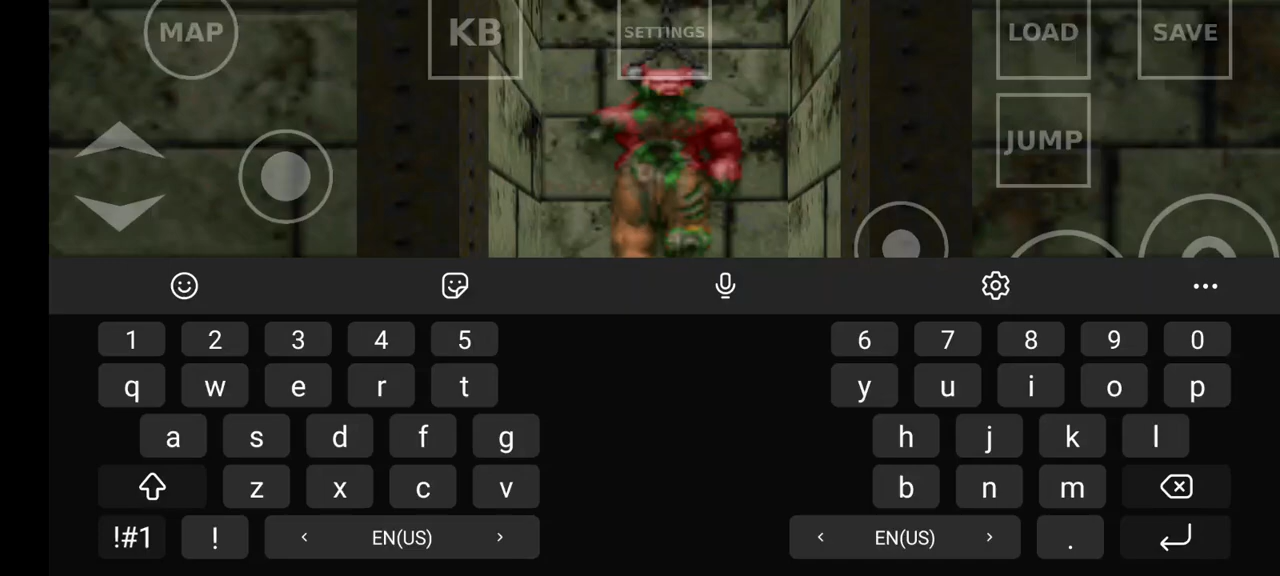 MAP KB SETTINGS LOAD SAVE
JUMP
1 2 3 4 5 6 7 8 9 0
q w e r t y u i o p
a s d f g h j k l
z x c v b n m
!#1 ! < EN(US) > < EN(US) > .